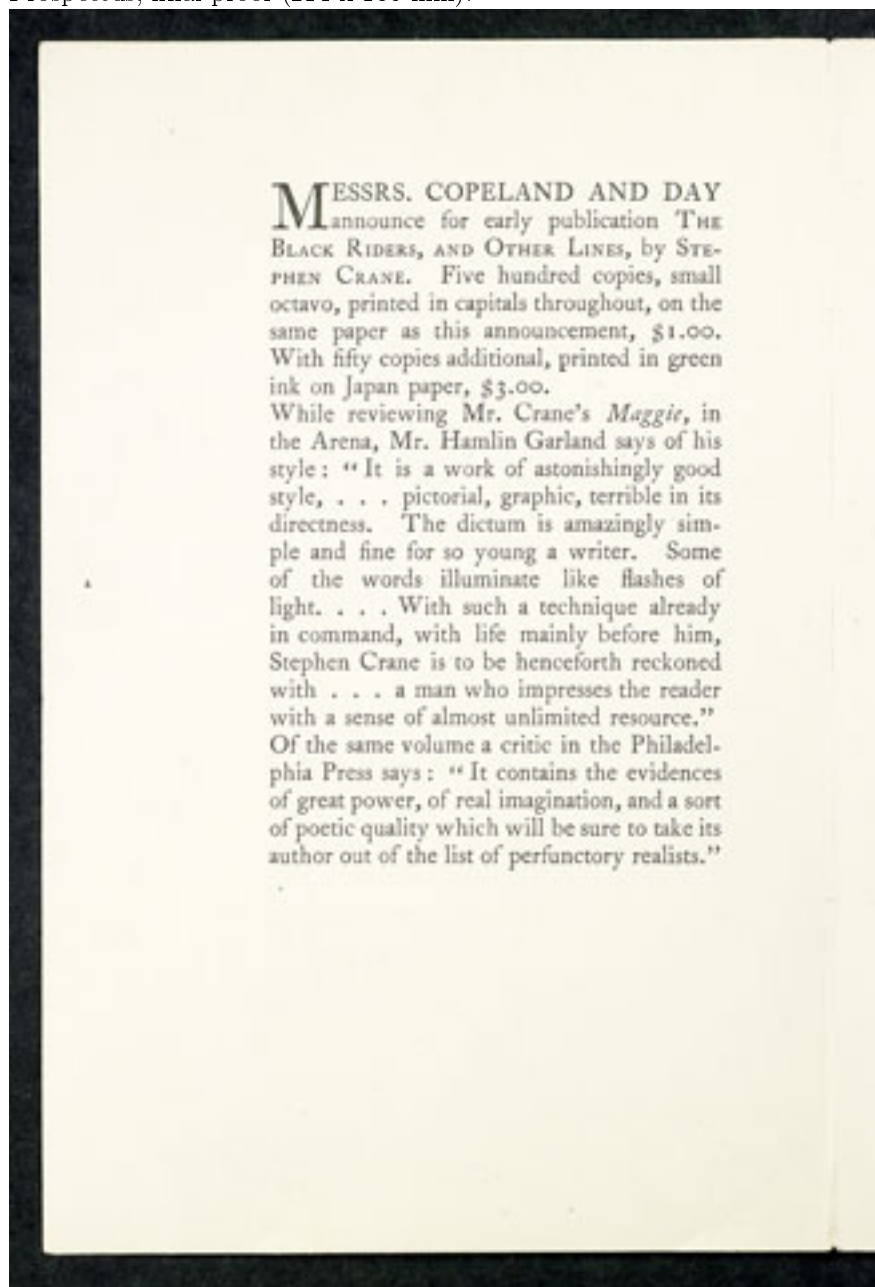 MESSRS. COPELAND AND DAY
announce for early publication THE
BLACK RIDERS, AND OTHER LINES, by STE-
PHEN CRANE. Five hundred copies, small
octavo, printed in capitals throughout, on the
same paper as this announcement, $1.00.
With fifty copies additional, printed in green
ink on Japan paper, $3.00.
While reviewing Mr. Crane's Maggie, in
the Arena, Mr. Hamlin Garland says of his
style: "It is a work of astonishingly good
style, . . . pictorial, graphic, terrible in its
directness. The dictum is amazingly sim-
ple and fine for so young a writer. Some
of the words illuminate like flashes of
light. . . . With such a technique already
in command, with life mainly before him,
Stephen Crane is to be henceforth reckoned
with . . . a man who impresses the reader
with a sense of almost unlimited resource."
Of the same volume a critic in the Philadel-
phia Press says: "It contains the evidences
of great power, of real imagination, and a sort
of poetic quality which will be sure to take its
author out of the list of perfunctory realists."